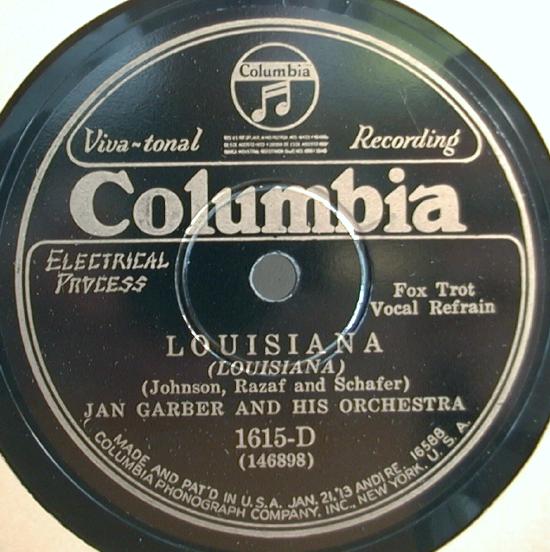 Columbia
Viva-tonal Recording
Columbia
ELECTRICAL
PROCESS
Fox Trot
Vocal Refrain
LOUISIANA
(LOUISIANA)
(Johnson, Razaf and Schafer)
JAN GARBER AND HIS ORCHESTRA
1615-D
(146898)
MADE AND PAT'D IN U.S.A. JAN. 21, '13 AND RE 16588
COLUMBIA PHONOGRAPH COMPANY, INC., NEW YORK, U.S.A.